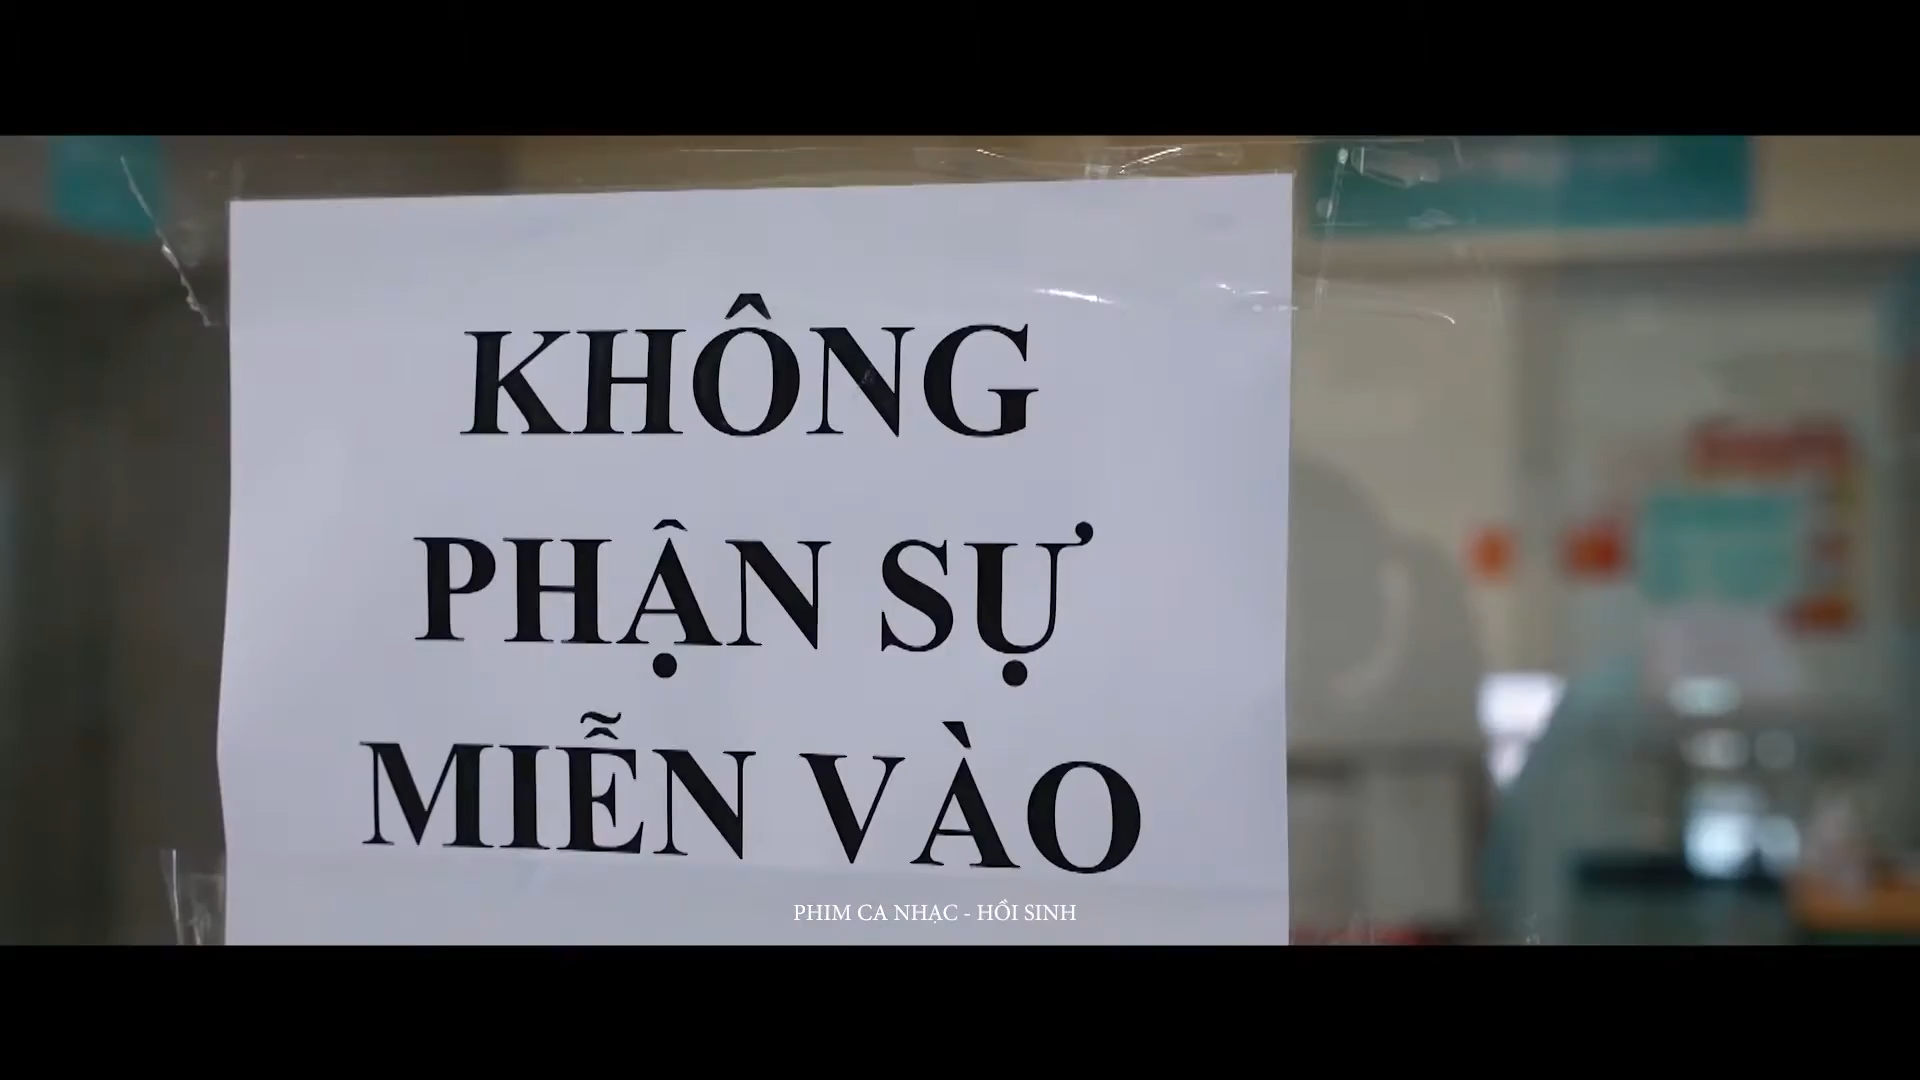 KHÔNG
PHẬN SỰ
MIỄN VÀO
PHIM CA NHẠC - HỒI SINH